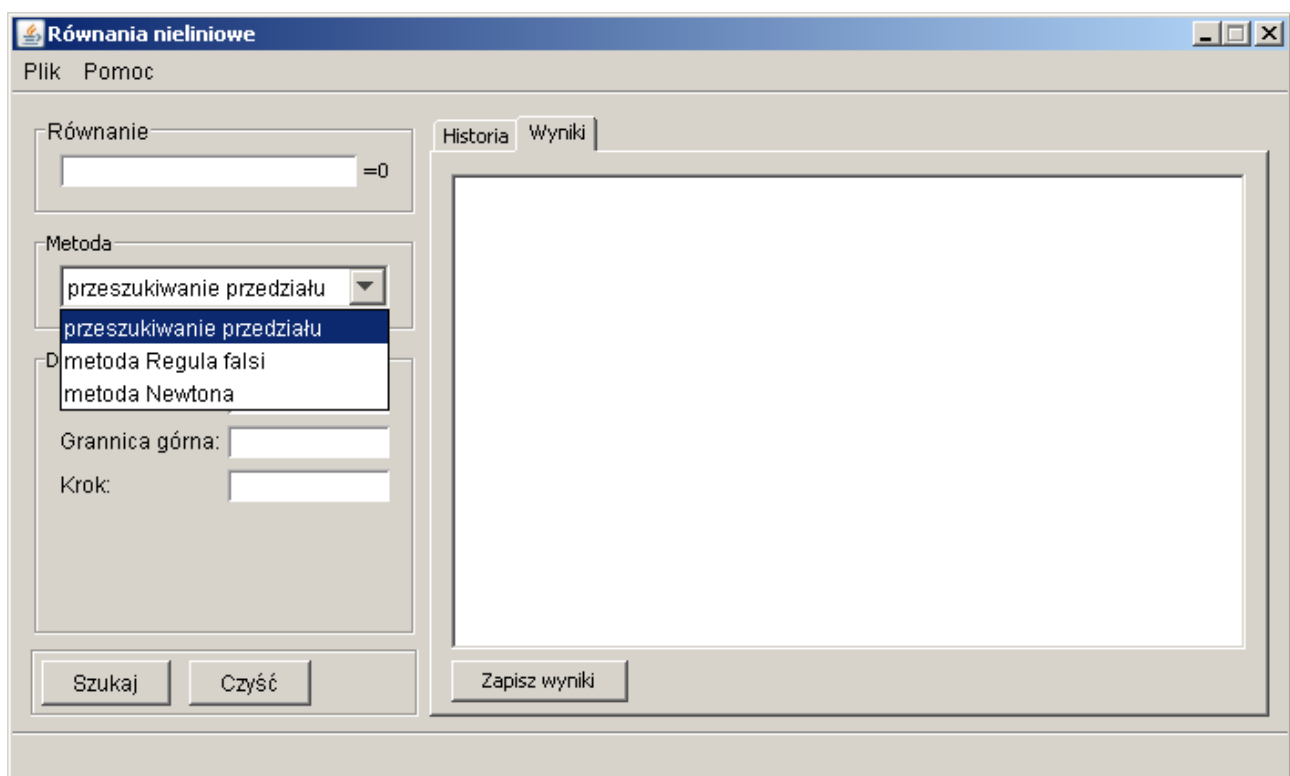 Równania nieliniowe
Plik Pomoc
Równanie
=0
Metoda
przeszukiwanie przedziału
przeszukiwanie przedziału
metoda Regula falsi
metoda Newtona
Grannica górna:
Krok:
Szukaj Czyść
Historia Wyniki
Zapisz wyniki